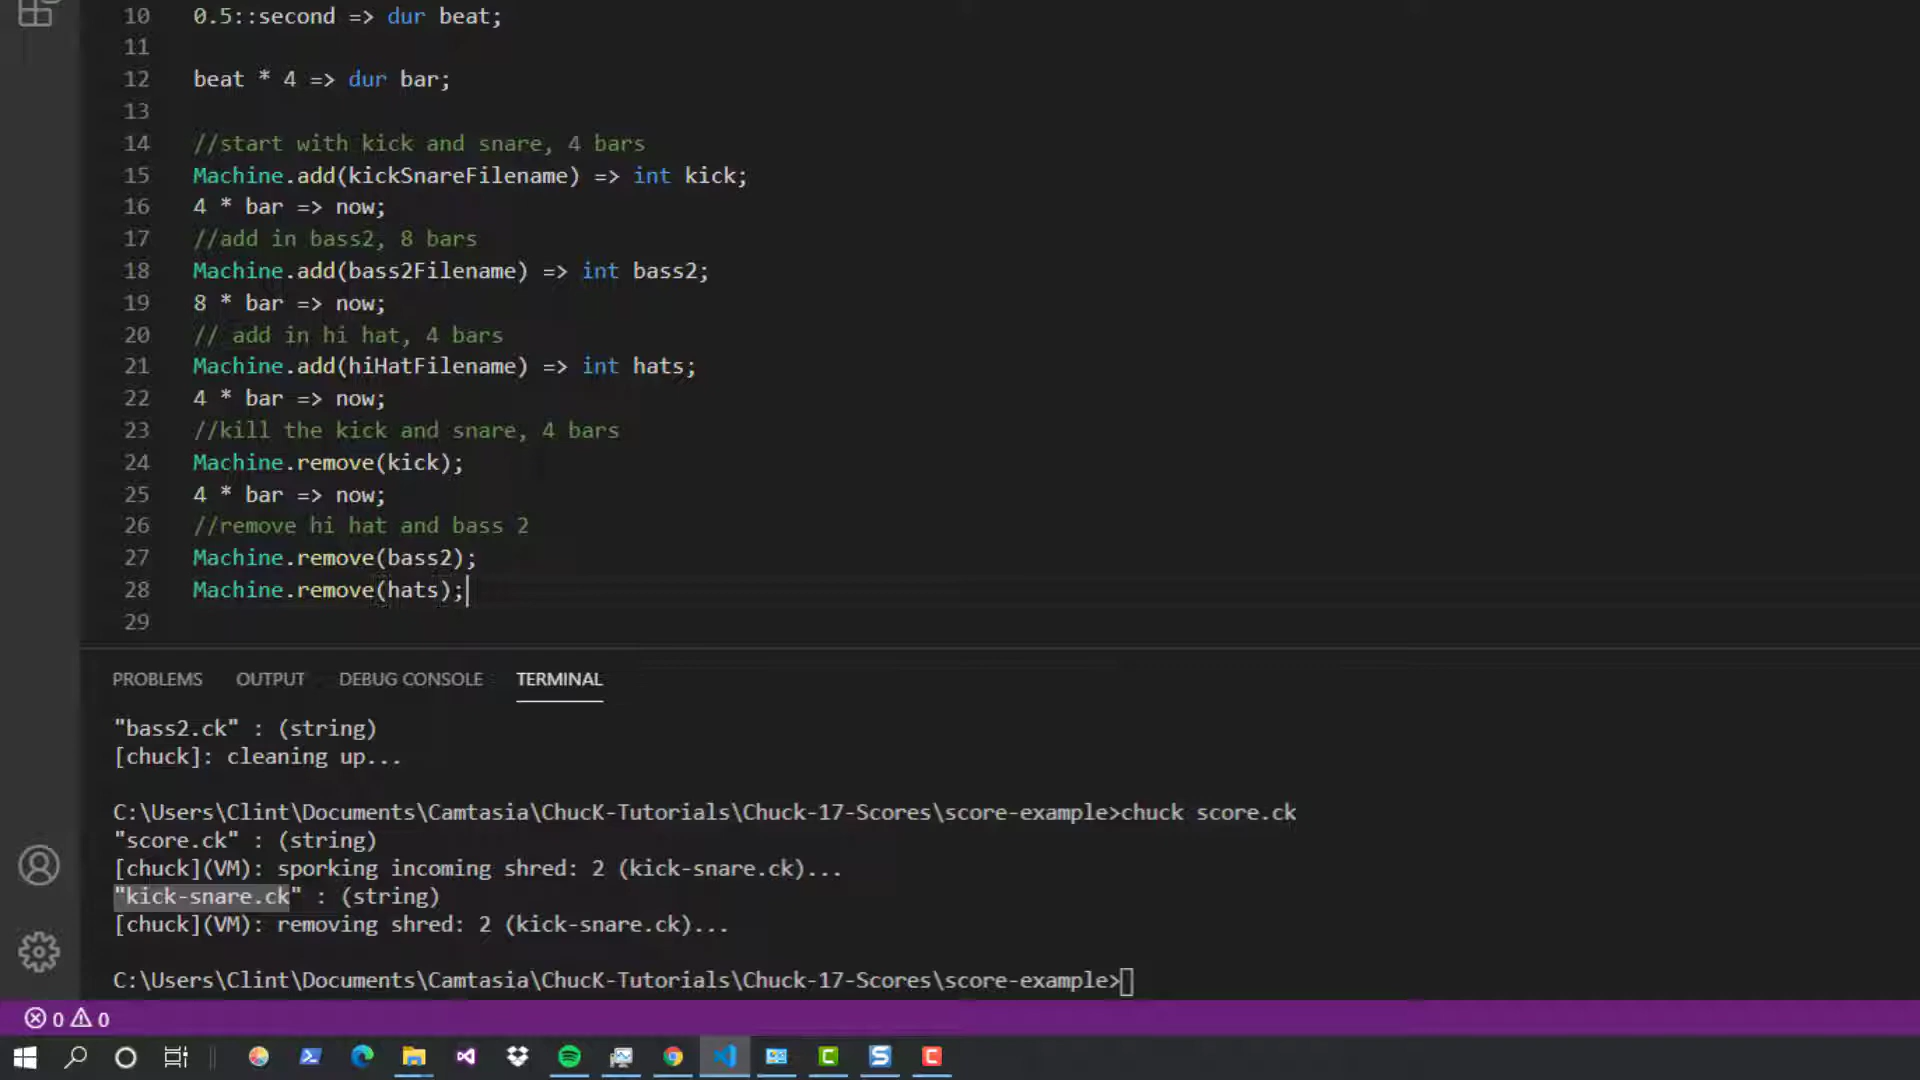 10 0.5::second => dur beat;
11
12 beat * 4 => dur bar;
13
14 //start with kick and snare, 4 bars
15 Machine.add(kickSnareFilename) => int kick;
16 4 * bar => now;
17 //add in bass2, 8 bars
18 Machine.add(bass2Filename) => int bass2;
19 8 * bar => now;
20 // add in hi hat, 4 bars
21 Machine.add(hiHatFilename) => int hats;
22 4 * bar => now;
23 //kill the kick and snare, 4 bars
24 Machine.remove(kick);
25 4 * bar => now;
26 //remove hi hat and bass 2
27 Machine.remove(bass2);
28 Machine.remove(hats);
29
PROBLEMS OUTPUT DEBUG CONSOLE TERMINAL
"bass2.ck" : (string)
[chuck]: cleaning up...
C:\Users\Clint\Documents\Camtasia\ChucK-Tutorials\Chuck-17-Scores\score-example>chuck score.ck
"score.ck" : (string)
[chuck](VM): sporking incoming shred: 2 (kick-snare.ck)...
"kick-snare.ck" : (string)
[chuck](VM): removing shred: 2 (kick-snare.ck)...
C:\Users\Clint\Documents\Camtasia\ChucK-Tutorials\Chuck-17-Scores\score-example>
0 0